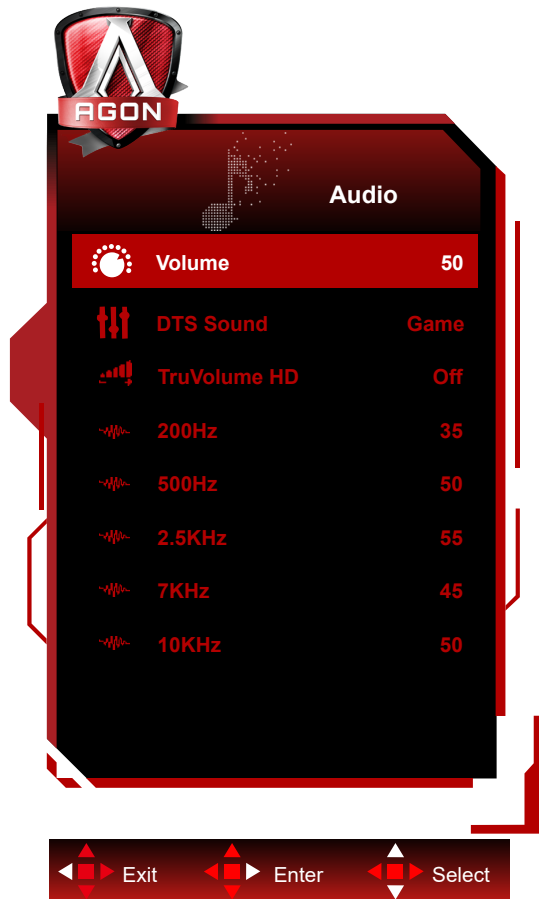 AGON
Audio
Volume 50
DTS Sound Game
TruVolume HD Off
200Hz 35
500Hz 50
2.5KHz 55
7KHz 45
10KHz 50
Exit Enter Select